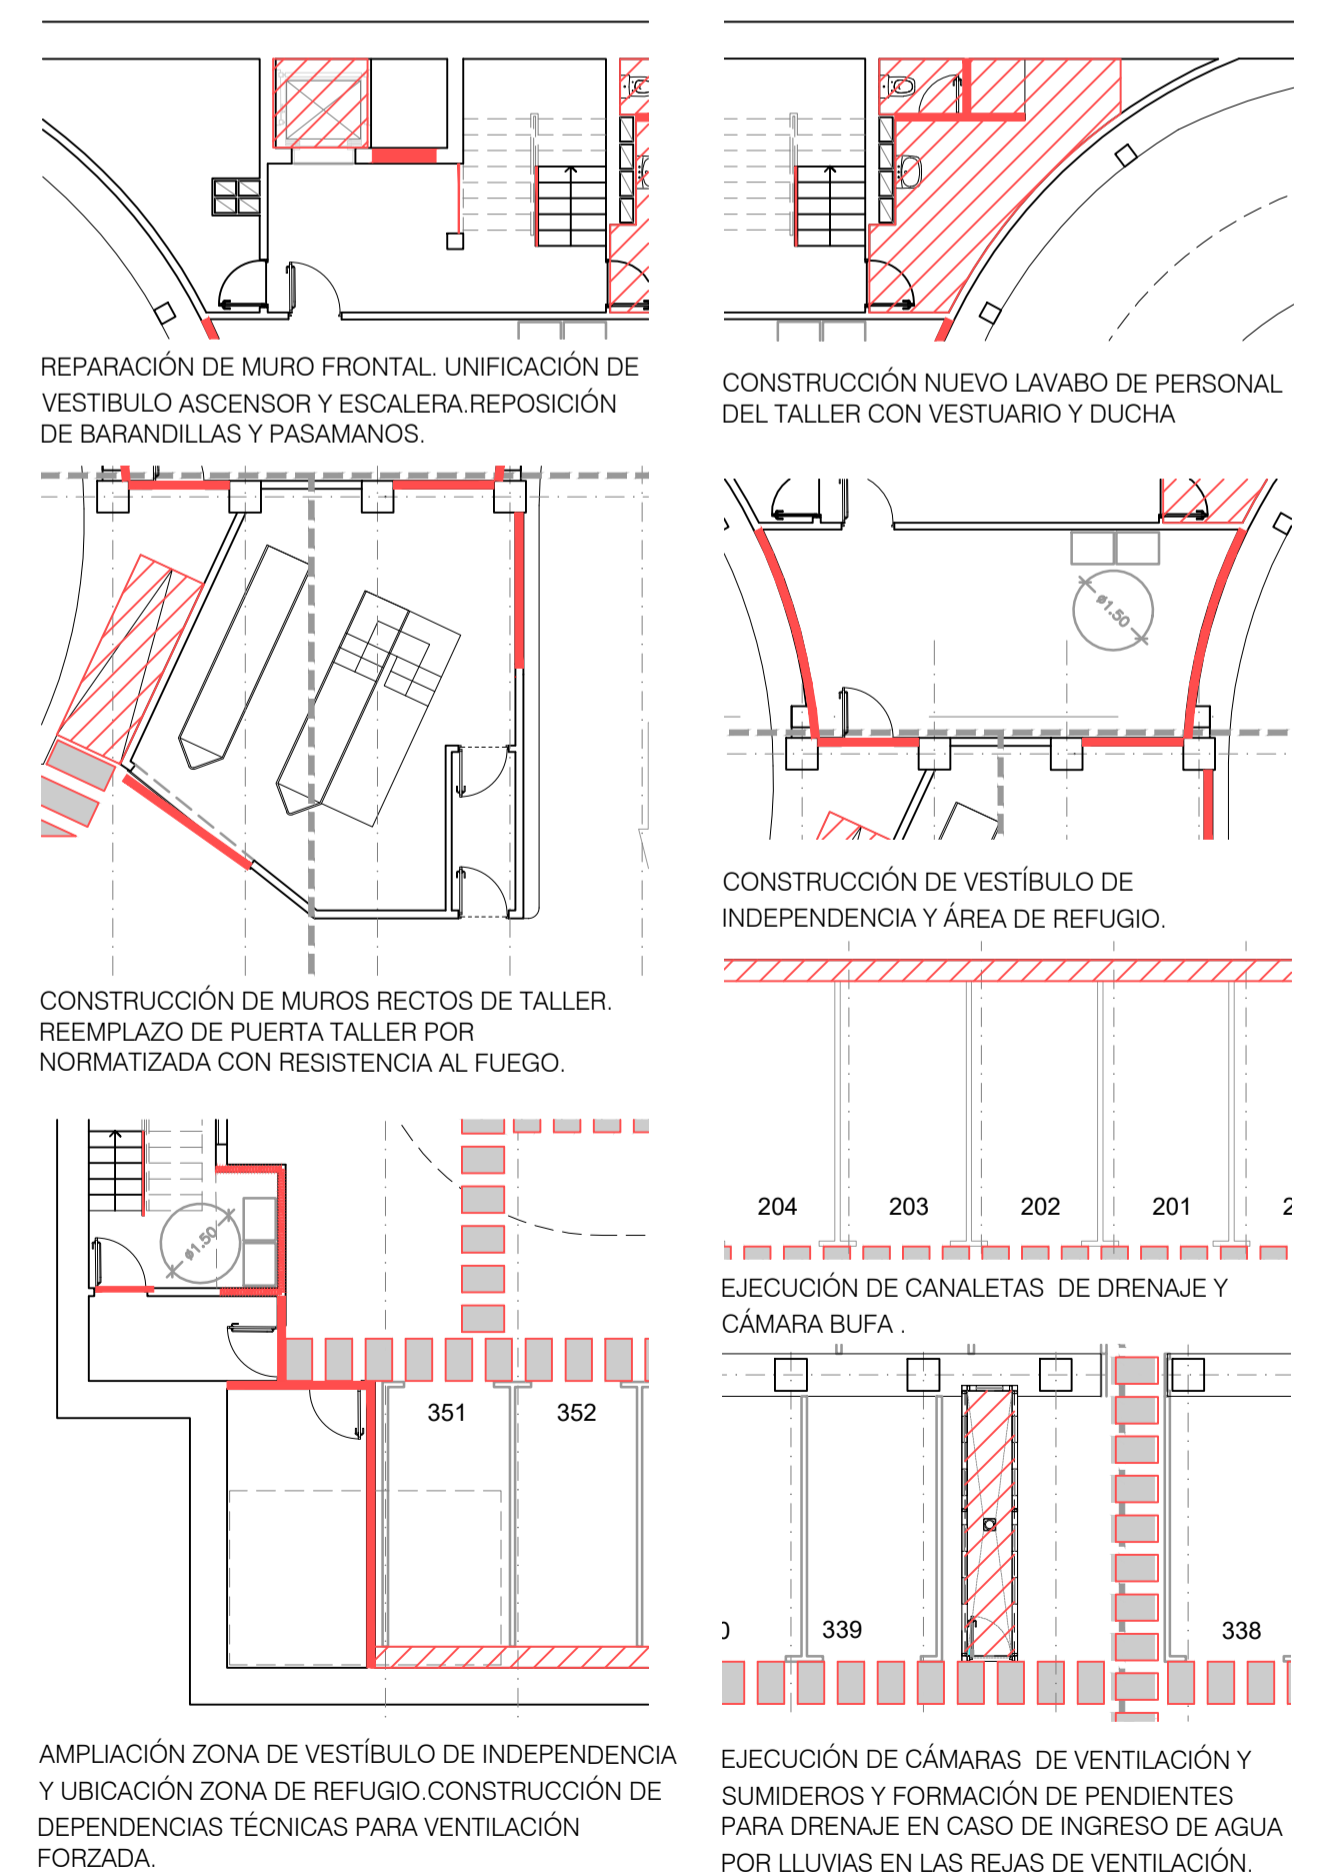 REPARACIÓN DE MURO FRONTAL. UNIFICACIÓN DE
VESTIBULO ASCENSOR Y ESCALERA.REPOSICIÓN
DE BARANDILLAS Y PASAMANOS.
CONSTRUCCIÓN NUEVO LAVABO DE PERSONAL
DEL TALLER CON VESTUARIO Y DUCHA
CONSTRUCCIÓN DE MUROS RECTOS DE TALLER.
REEMPLAZO DE PUERTA TALLER POR
NORMATIZADA CON RESISTENCIA AL FUEGO.
ø1.50
CONSTRUCCIÓN DE VESTÍBULO DE
INDEPENDENCIA Y ÁREA DE REFUGIO.
204 203 202 201 2
EJECUCIÓN DE CANALETAS DE DRENAJE Y
CÁMARA BUFA .
ø1.50
351 352
AMPLIACIÓN ZONA DE VESTÍBULO DE INDEPENDENCIA
Y UBICACIÓN ZONA DE REFUGIO.CONSTRUCCIÓN DE
DEPENDENCIAS TÉCNICAS PARA VENTILACIÓN
FORZADA.
0 339 338
EJECUCIÓN DE CÁMARAS DE VENTILACIÓN Y
SUMIDEROS Y FORMACIÓN DE PENDIENTES
PARA DRENAJE EN CASO DE INGRESO DE AGUA
POR LLUVIAS EN LAS REJAS DE VENTILACIÓN.